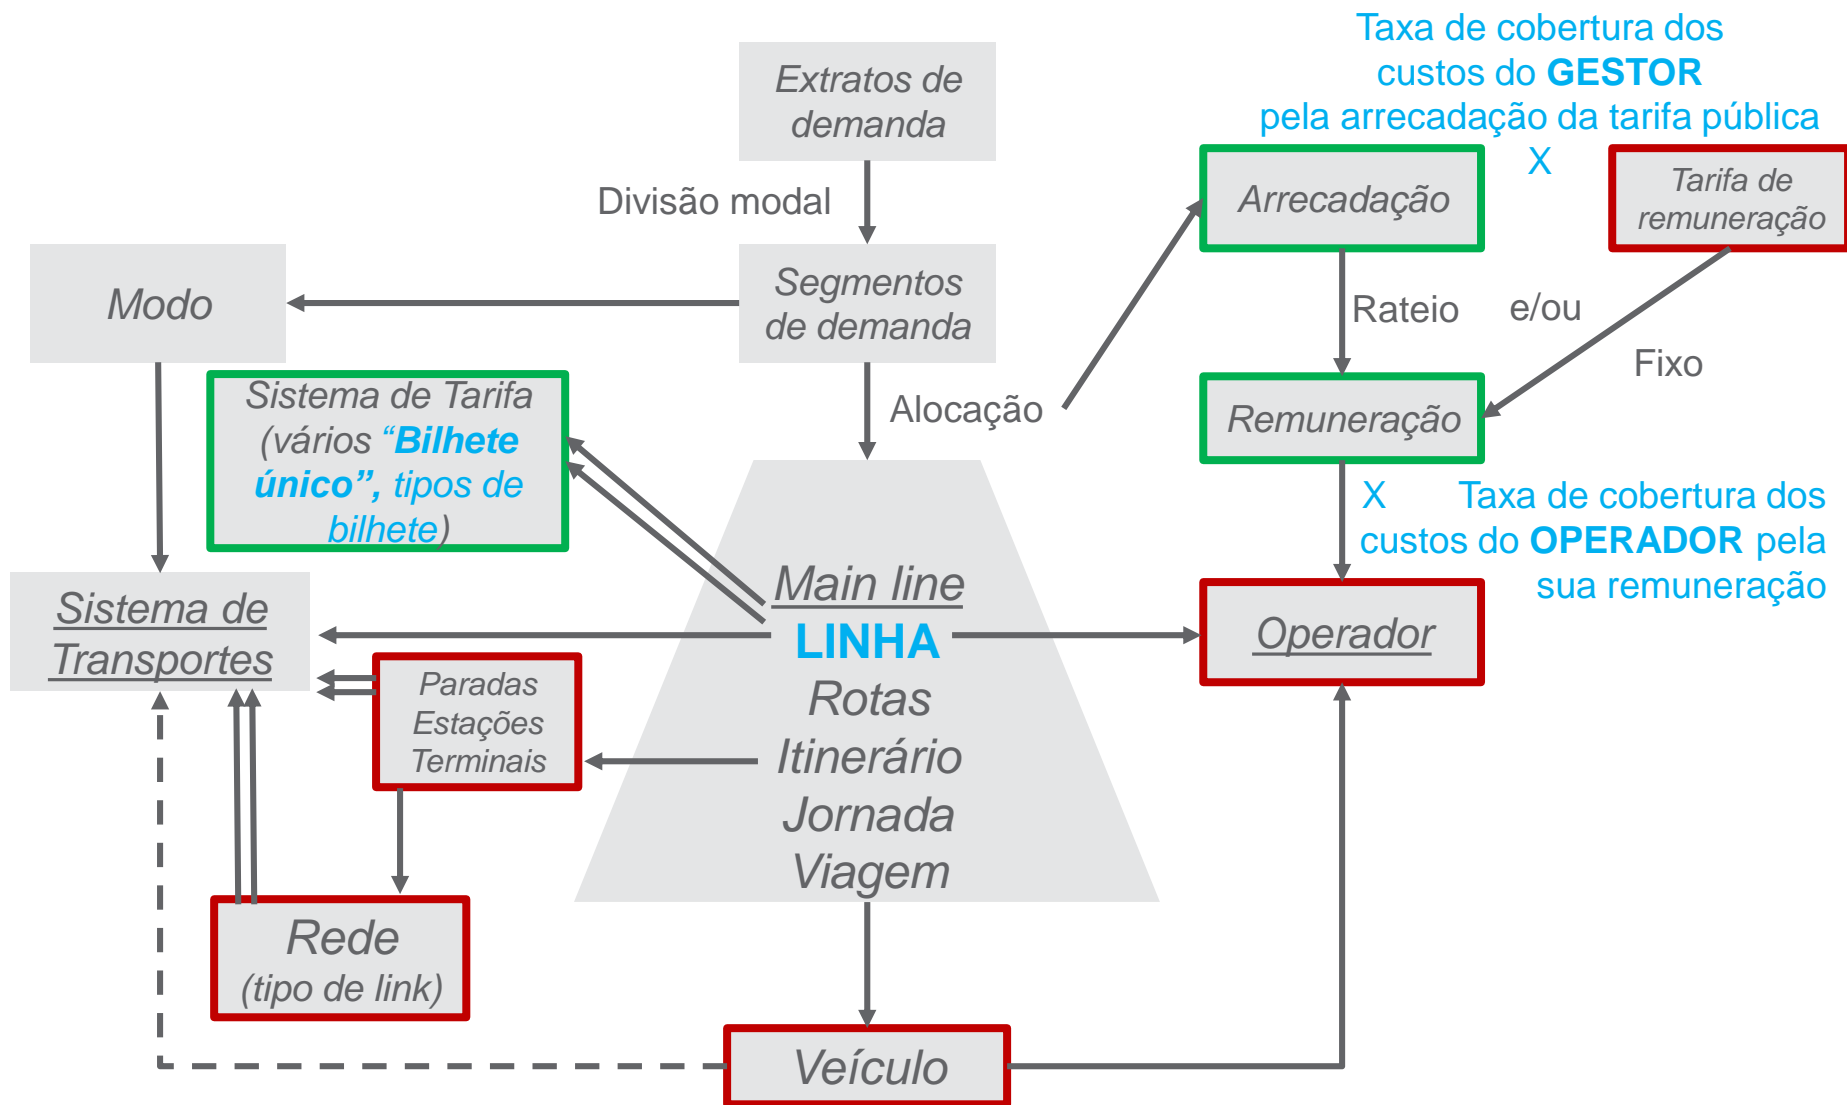 Taxa de cobertura dos
custos do GESTOR
pela arrecadação da tarifa pública
X
Extratos de
demanda
Divisão modal
Arrecadação
Tarifa de
remuneração
Modo
Segmentos
de demanda
Rateio
e/ou
Fixo
Sistema de Tarifa
(vários “Bilhete
único”, tipos de
bilhete)
Alocação
Remuneração
X Taxa de cobertura dos
custos do OPERADOR pela
sua remuneração
Sistema de
Transportes
Main line
LINHA
Rotas
Itinerário
Jornada
Viagem
Operador
Paradas
Estações
Terminais
Rede
(tipo de link)
Veículo